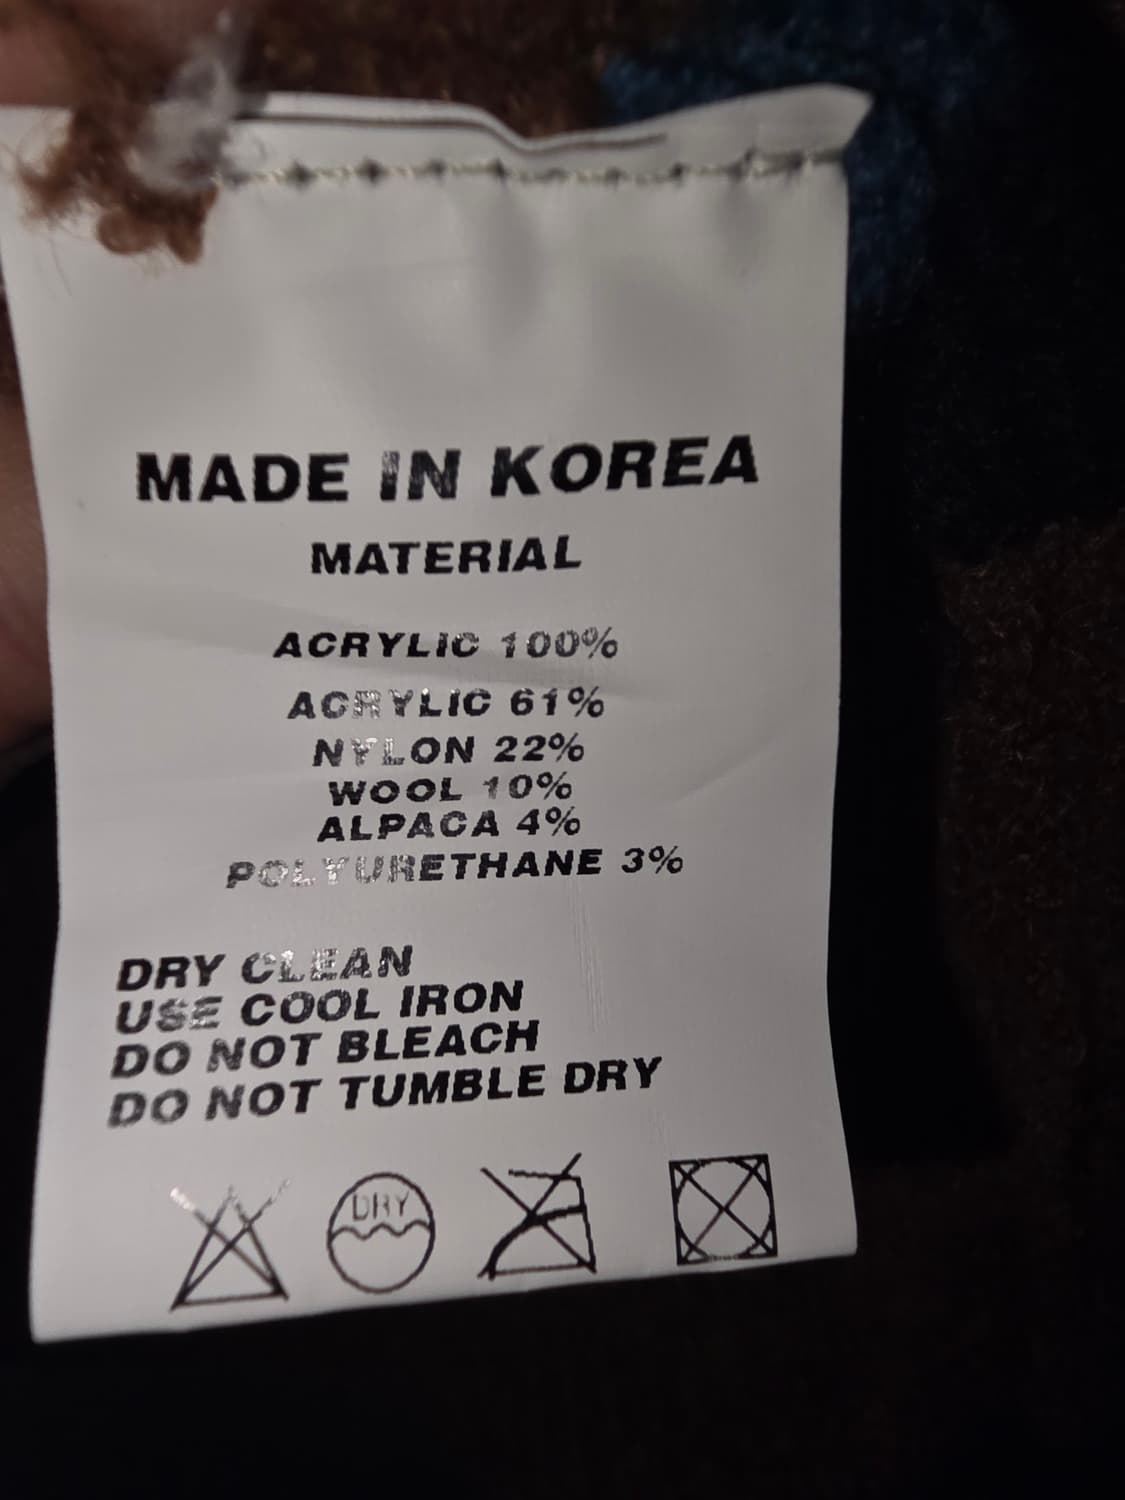 MADE IN KOREA
MATERIAL
ACRYLIC 100%
ACRYLIC 61%
NYLON 22%
WOOL 10%
ALPACA 4%
POLYURETHANE 3%
DRY CLEAN
USE COOL IRON
DO NOT BLEACH
DO NOT TUMBLE DRY
DRY